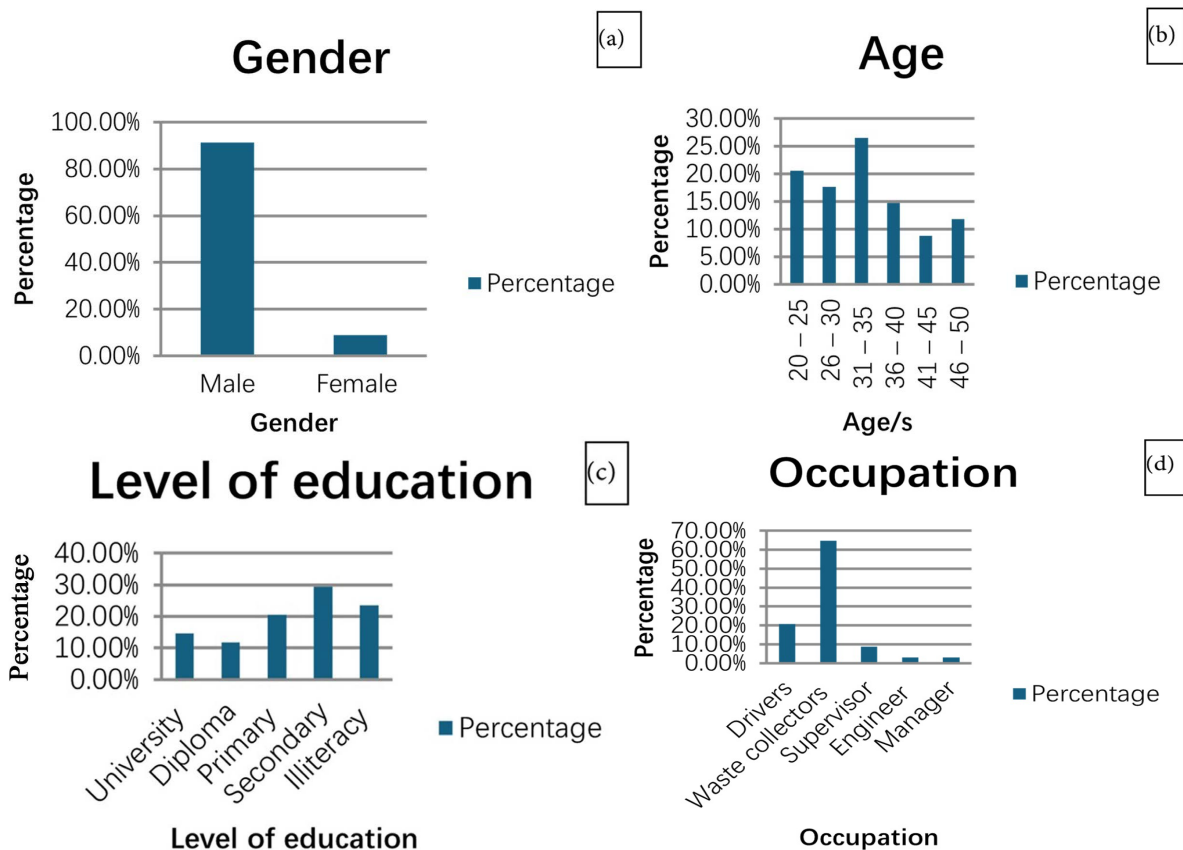 Gender
(a)
100.00%
80.00%
60.00%
40.00%
20.00%
0.00%
Percentage
Male
Female
Gender
Percentage
Age
(b)
30.00%
25.00%
20.00%
15.00%
10.00%
5.00%
0.00%
Percentage
20 – 25
26 – 30
31 – 35
36 – 40
41 – 45
46 – 50
Age/s
Percentage
Level of education
(c)
40.00%
30.00%
20.00%
10.00%
0.00%
Percentage
University
Diploma
Primary
Secondary
Illiteracy
Level of education
Percentage
Occupation
(d)
70.00%
60.00%
50.00%
40.00%
30.00%
20.00%
10.00%
0.00%
Percentage
Drivers
Waste collectors
Supervisor
Engineer
Manager
Occupation
Percentage